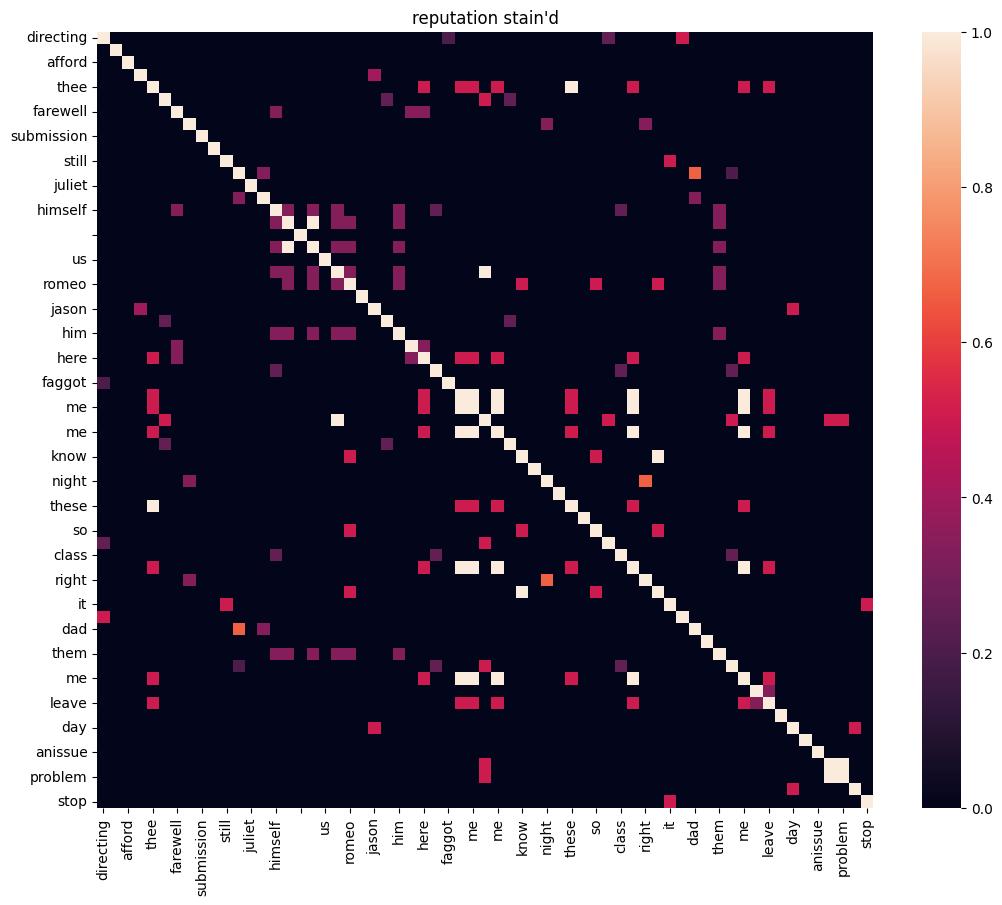 reputation stain'd
directing
afford
thee
farewell
submission
still
juliet
himself
us
romeo
jason
him
here
faggot
me
me
know
night
these
so
class
right
it
dad
them
me
leave
day
anissue
problem
stop
directing
afford
thee
farewell
submission
still
juliet
himself
us
romeo
jason
him
here
faggot
me
me
know
night
these
so
class
right
it
dad
them
me
leave
day
anissue
problem
stop
1.0
0.8
0.6
0.4
0.2
0.0